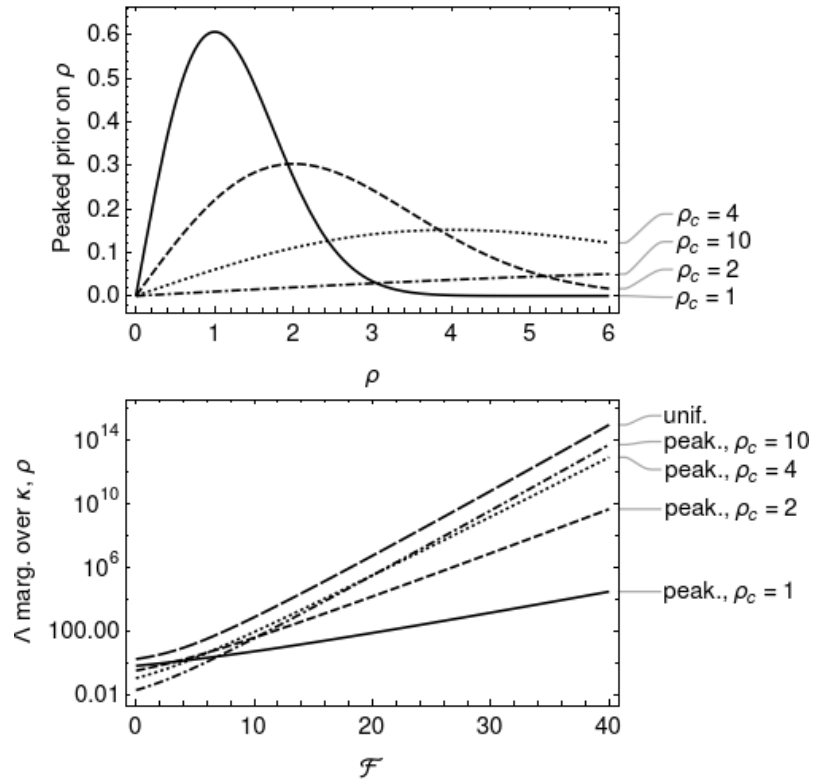 Peaked prior on ρ
0.6
0.5
0.4
0.3
0.2
0.1
0.0
0 1 2 3 4 5 6
ρ
ρc = 4
ρc = 10
ρc = 2
ρc = 1
Λ marg. over κ, ρ
10^14
10^10
10^6
100.00
0.01
0 10 20 30 40
ℱ
unif.
peak., ρc = 10
peak., ρc = 4
peak., ρc = 2
peak., ρc = 1